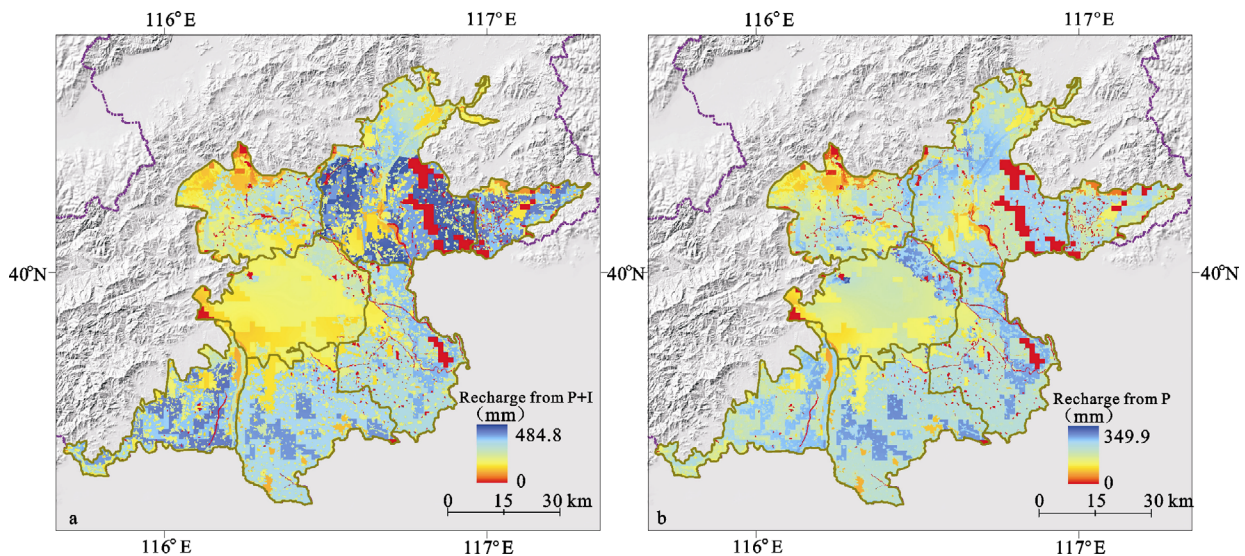 116°E 117°E 116°E 117°E
40°N 40°N 40°N
Recharge from P+I
(mm)
484.8
0
0 15 30 km
a
Recharge from P
(mm)
349.9
0
0 15 30 km
b
116°E 117°E 116°E 117°E